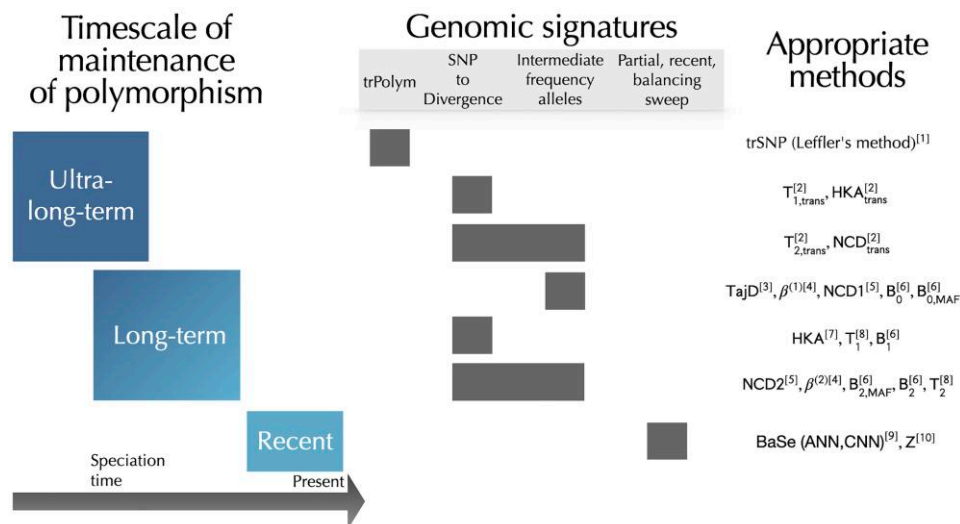 Timescale of
maintenance
of polymorphism
Genomic signatures
Appropriate
methods
trPolym
SNP
to
Divergence
Intermediate
frequency
alleles
Partial, recent,
balancing
sweep
Ultra-
long-term
Long-term
Recent
trSNP (Leffler's method)[1]
T[2]1,trans, HKA[2]trans
T[2]2,trans, NCD[2]trans
TajD[3], β(1)[4], NCD1[5], B[6]0, B[6]0,MAF
HKA[7], T[8]1, B[6]1
NCD2[5], β(2)[4], B[6]2,MAF, B[6]2, T[8]2
BaSe (ANN,CNN)[9], Z[10]
Speciation
time
Present